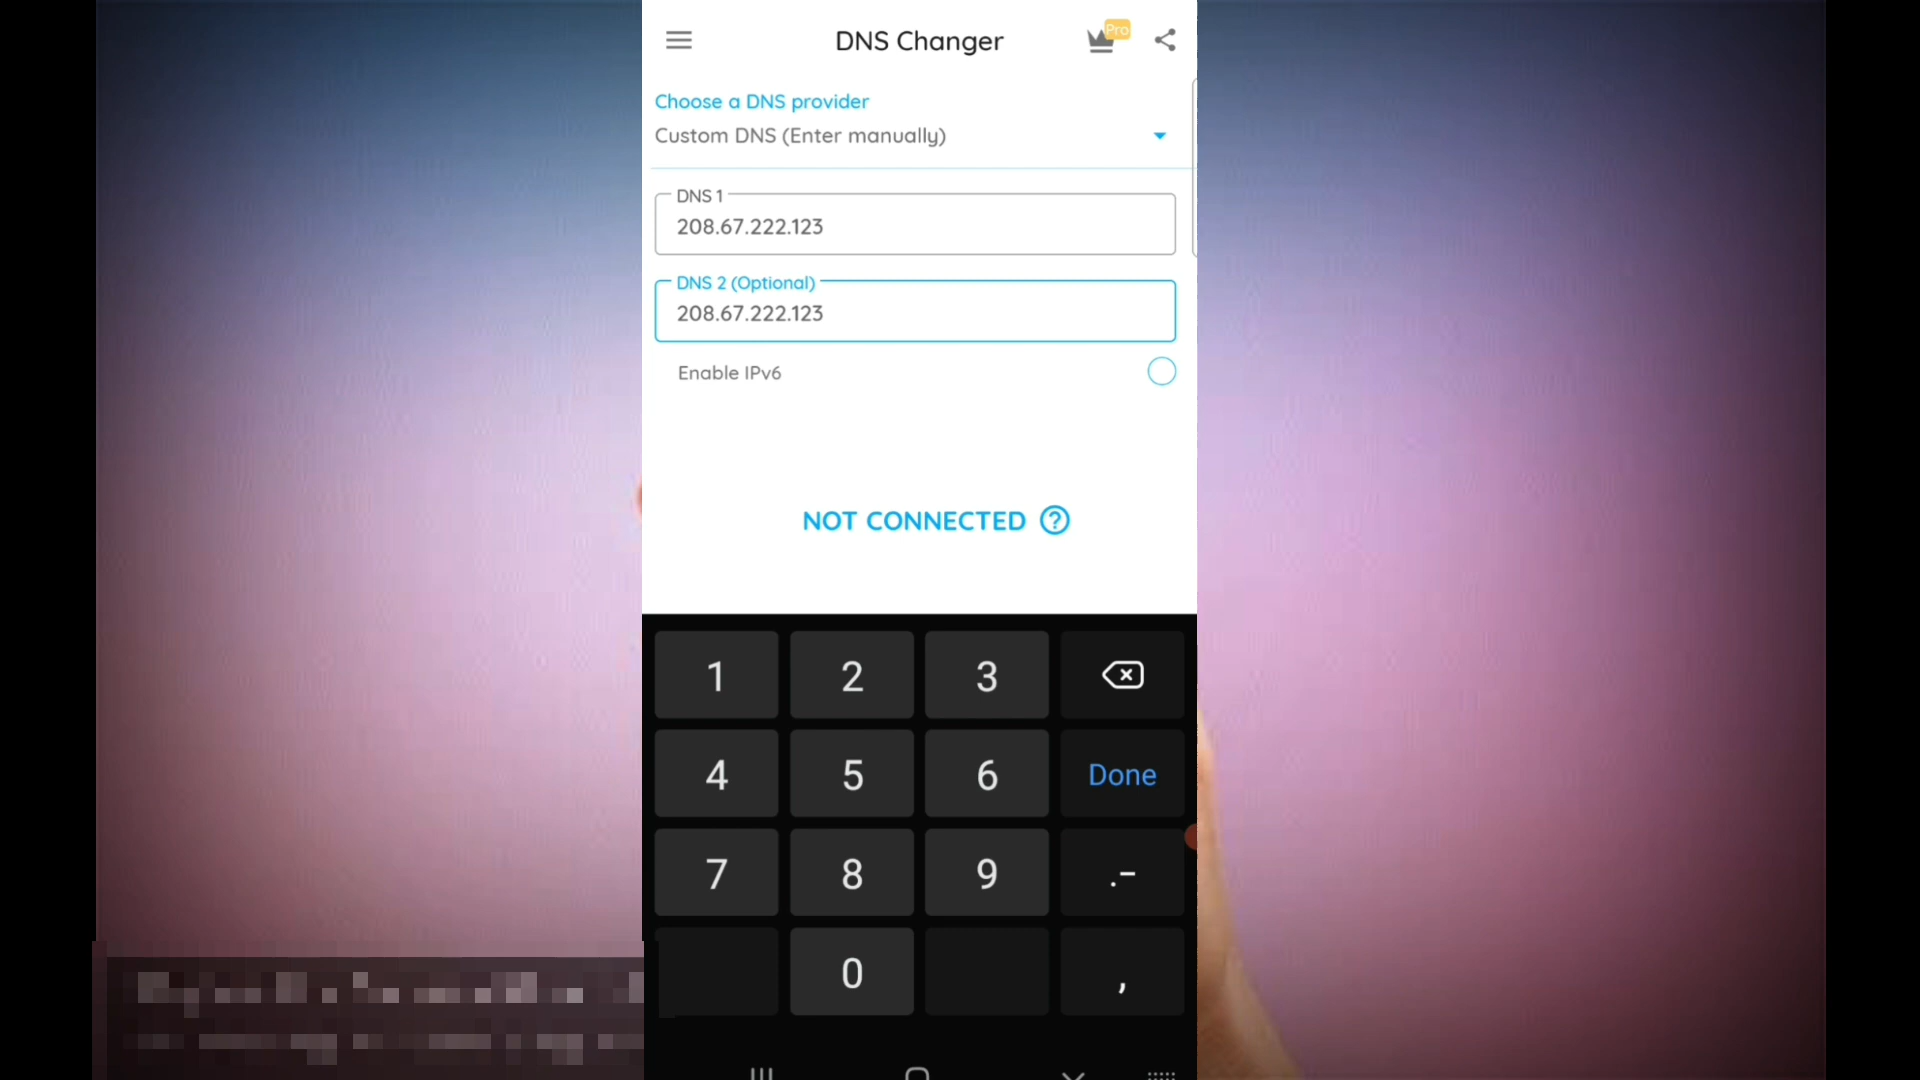 DNS Changer
Pro
Choose a DNS provider
Custom DNS (Enter manually)
DNS 1
208.67.222.123
DNS 2 (Optional)
208.67.222.123
Enable IPv6
NOT CONNECTED ?
1 2 3
4 5 6 Done
7 8 9 .-
0 ,